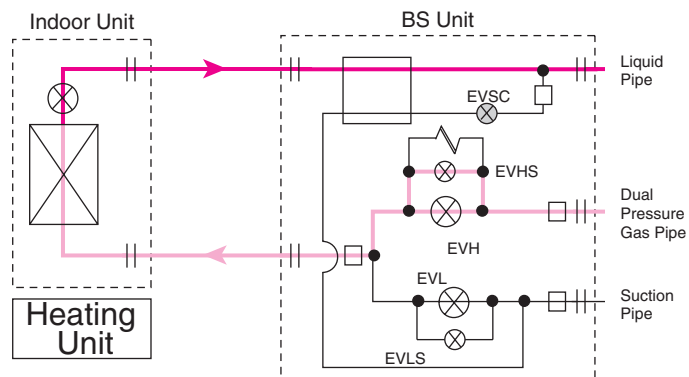 Indoor Unit
BS Unit
Liquid
Pipe
EVSC
EVHS
Dual
Pressure
Gas Pipe
EVH
EVL
Suction
Pipe
Heating
Unit
EVLS